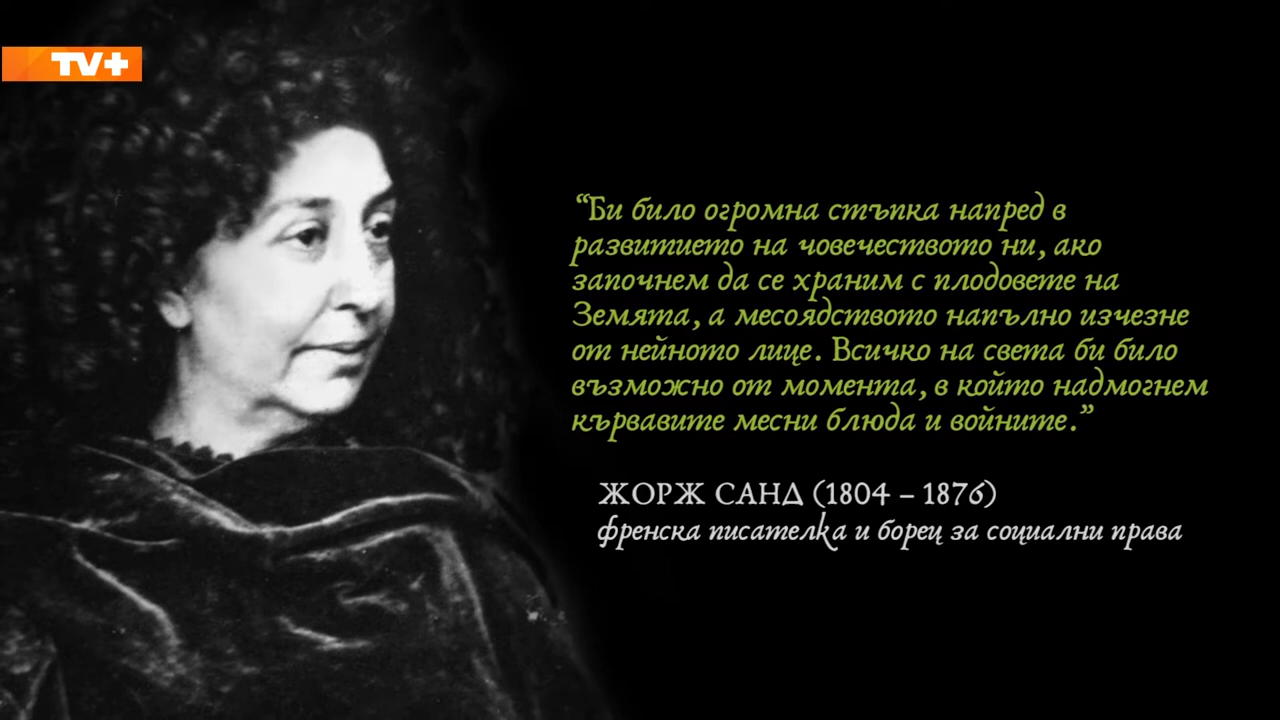 TV+
“Би било огромна стъпка напред в
развитието на човечеството ни, ако
започнем да се храним с плодовете на
Земята, а месоядството напълно изчезне
от нейното лице. Всичко на света би било
възможно от момента, в който надмогнем
кървавите месни блюда и войните.”
ЖОРЖ САНД (1804 – 1876)
френска писателка и борец за социални права